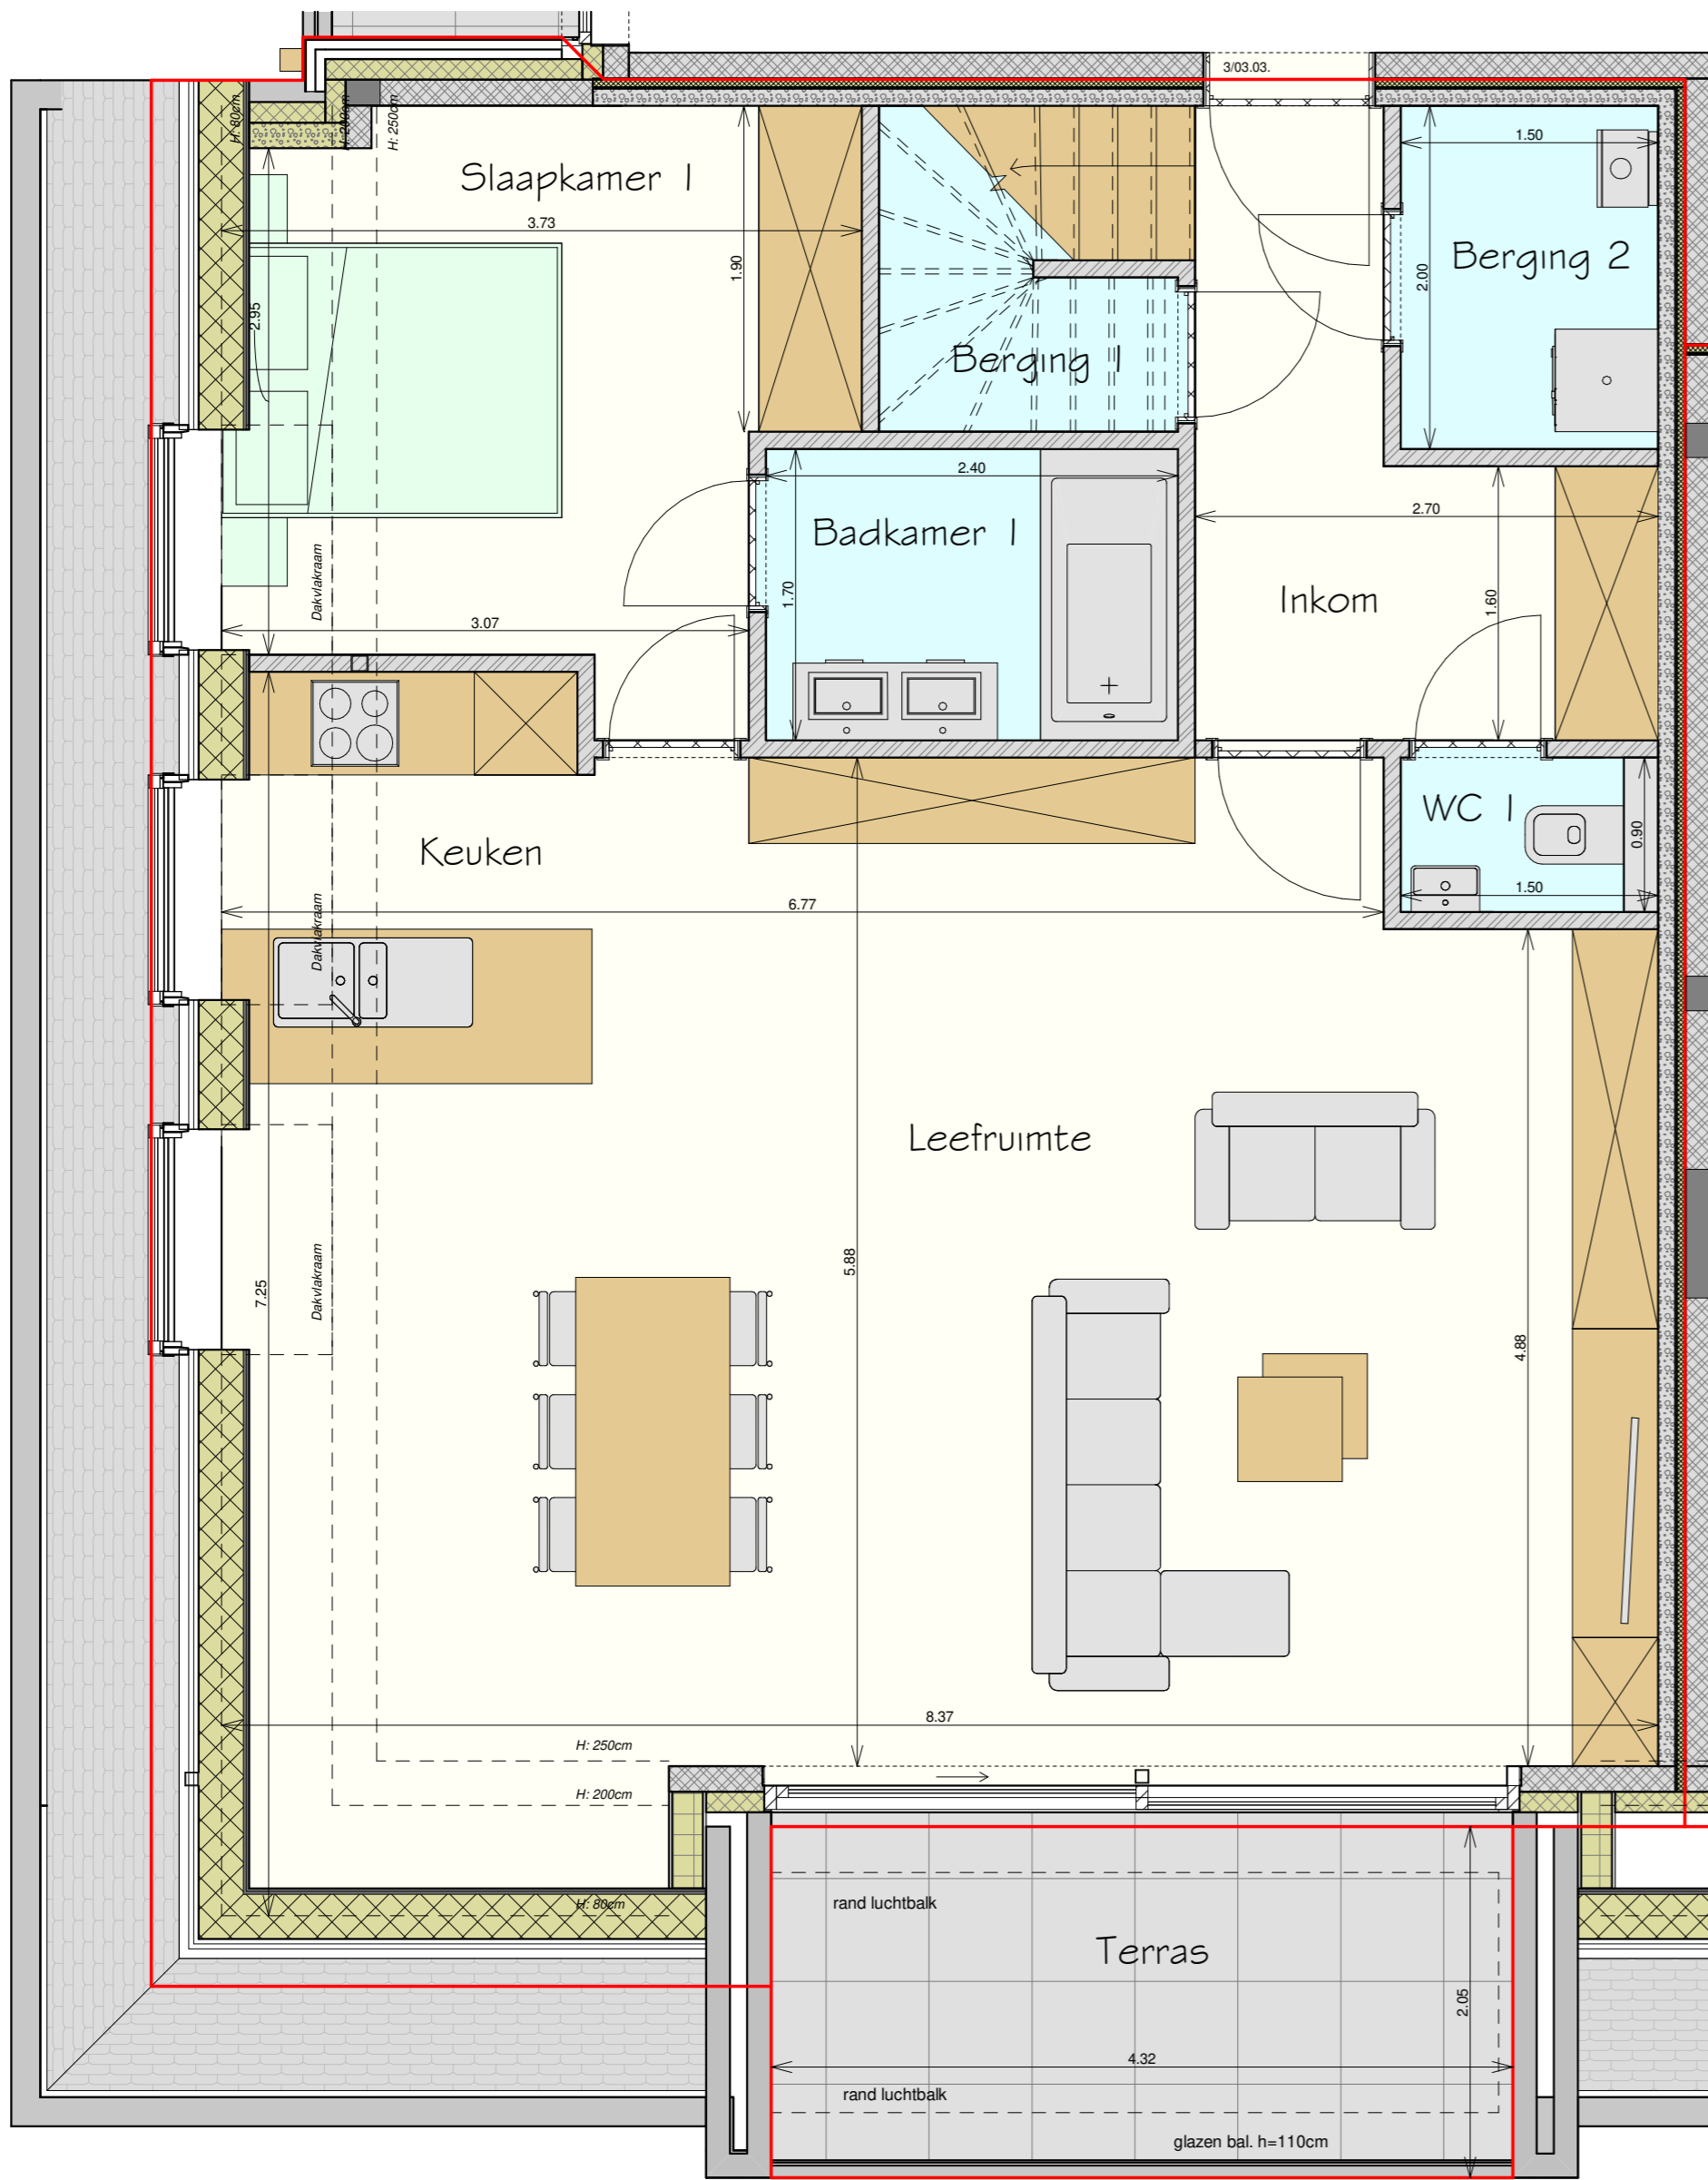 3/03.03.
H: 80cm
H: 200cm
H: 250cm
1.50
Slaapkamer 1
3.73
1.90
2.00
Berging 2
2.95
Berging 1
2.40
2.70
Badkamer 1
Dakvlakraam
1.70
Inkom
1.60
3.07
WC 1
0.90
Keuken
1.50
6.77
Dakvlakraam
Leefruimte
5.88
7.25
Dakvlakraam
4.88
8.37
H: 250cm
H: 200cm
H: 80cm
rand luchtbalk
Terras
2.05
4.32
rand luchtbalk
glazen bal. h=110cm